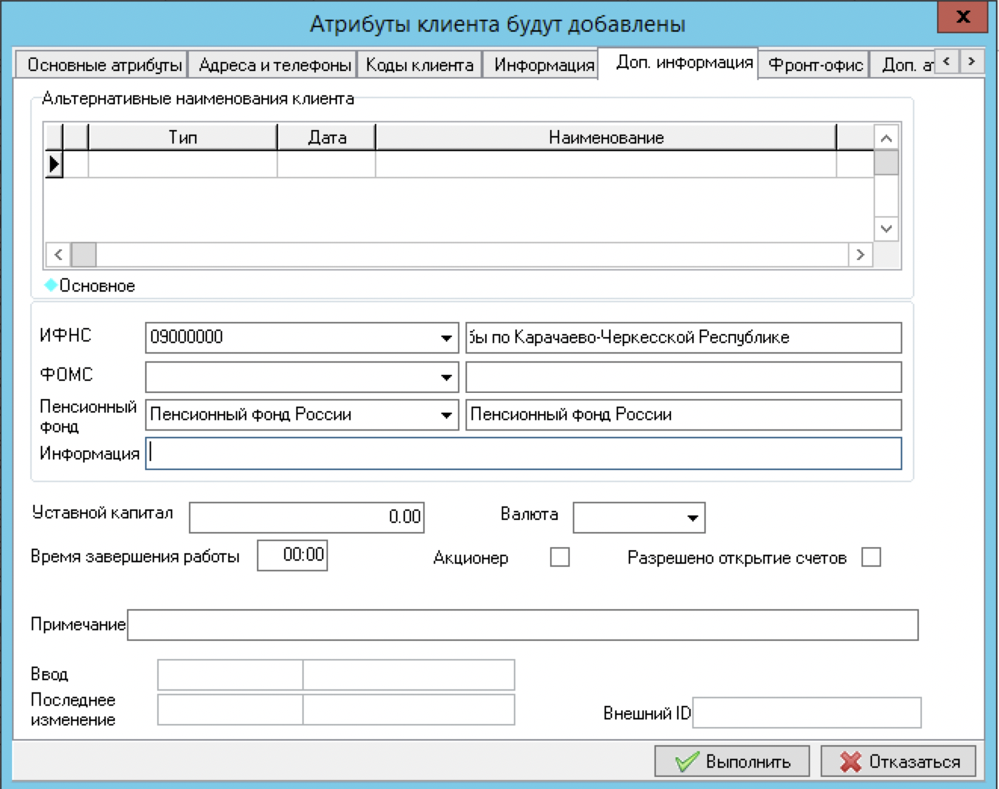 Атрибуты клиента будут добавлены
x
Основные атрибуты Адреса и телефоны Коды клиента Информация Доп. информация Фронт-офис Доп.
Альтернативные наименования клиента
Тип Дата Наименование
Основное
ИФНС 09000000 бы по Карачаево-Черкесской Республике
ФОМС
Пенсионный
фонд
Пенсионный фонд России Пенсионный фонд России
Информация
Уставной капитал 0.00 Валюта
Время завершения работы 00:00 Акционер Разрешено открытие счетов
Примечание
Ввод
Последнее
изменение
Внешний ID
Выполнить Отказаться